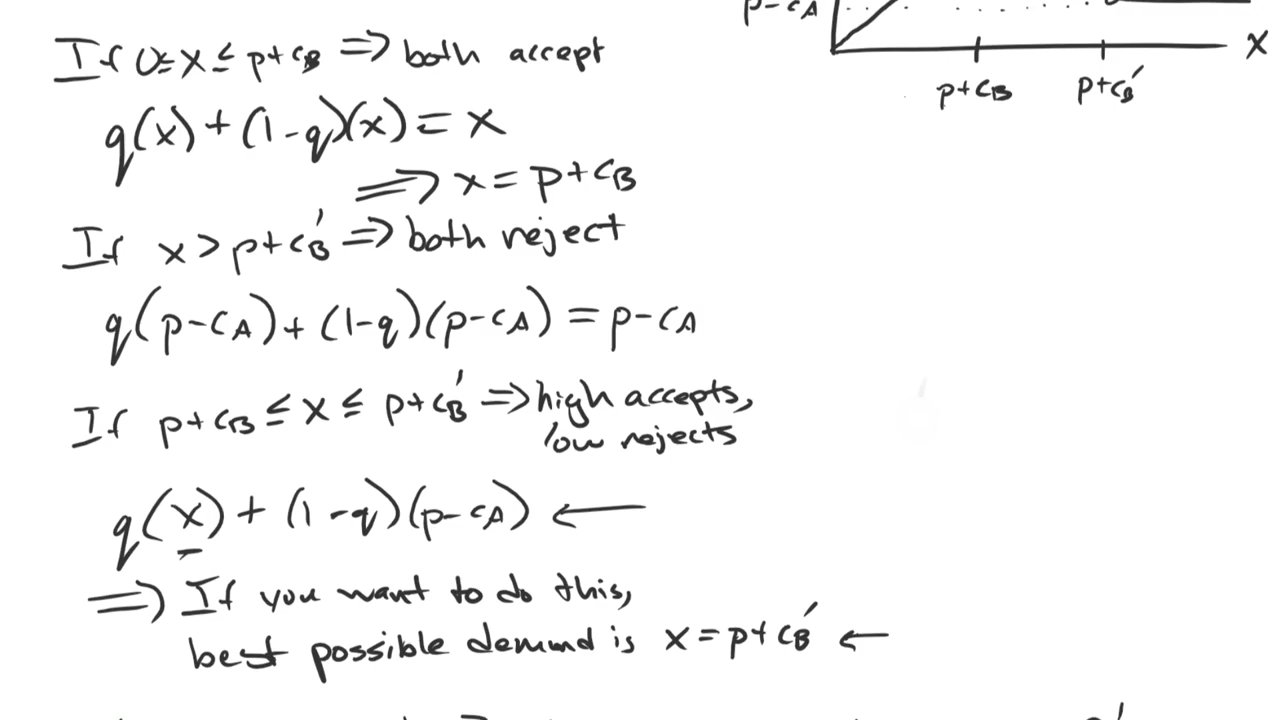 p-cA
X
p+cB p+cB'
If 0≤x≤p+cB ⇒ both accept
q(x)+(1-q)(x)=x
⇒ x=p+cB
If x>p+cB' ⇒ both reject
q(p-cA)+(1-q)(p-cA)=p-cA
If p+cB≤x≤p+cB' ⇒ high accepts,
low rejects
q(x)+(1-q)(p-cA) ←
⇒ If you want to do this,
best possible demand is x=p+cB' ←